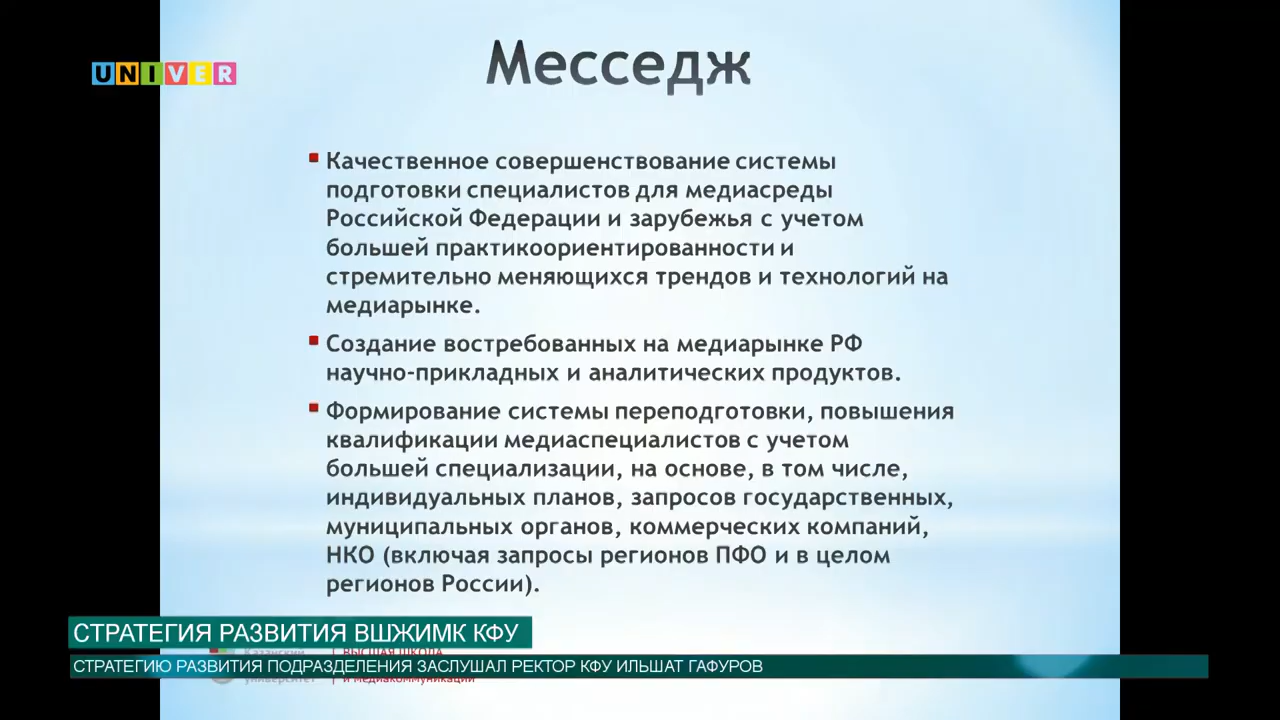 Месседж
UNIVER
Качественное совершенствование системы
подготовки специалистов для медиасреды
Российской Федерации и зарубежья с учетом
большей практикоориентированности и
стремительно меняющихся трендов и технологий на
медиарынке.
Создание востребованных на медиарынке РФ
научно-прикладных и аналитических продуктов.
Формирование системы переподготовки, повышения
квалификации медиаспециалистов с учетом
большей специализации, на основе, в том числе,
индивидуальных планов, запросов государственных,
муниципальных органов, коммерческих компаний,
НКО (включая запросы регионов ПФО и в целом
регионов России).
СТРАТЕГИЯ РАЗВИТИЯ ВШЖИМК КФУ
СТРАТЕГИЮ РАЗВИТИЯ ПОДРАЗДЕЛЕНИЯ ЗАСЛУШАЛ РЕКТОР КФУ ИЛЬШАТ ГАФУРОВ